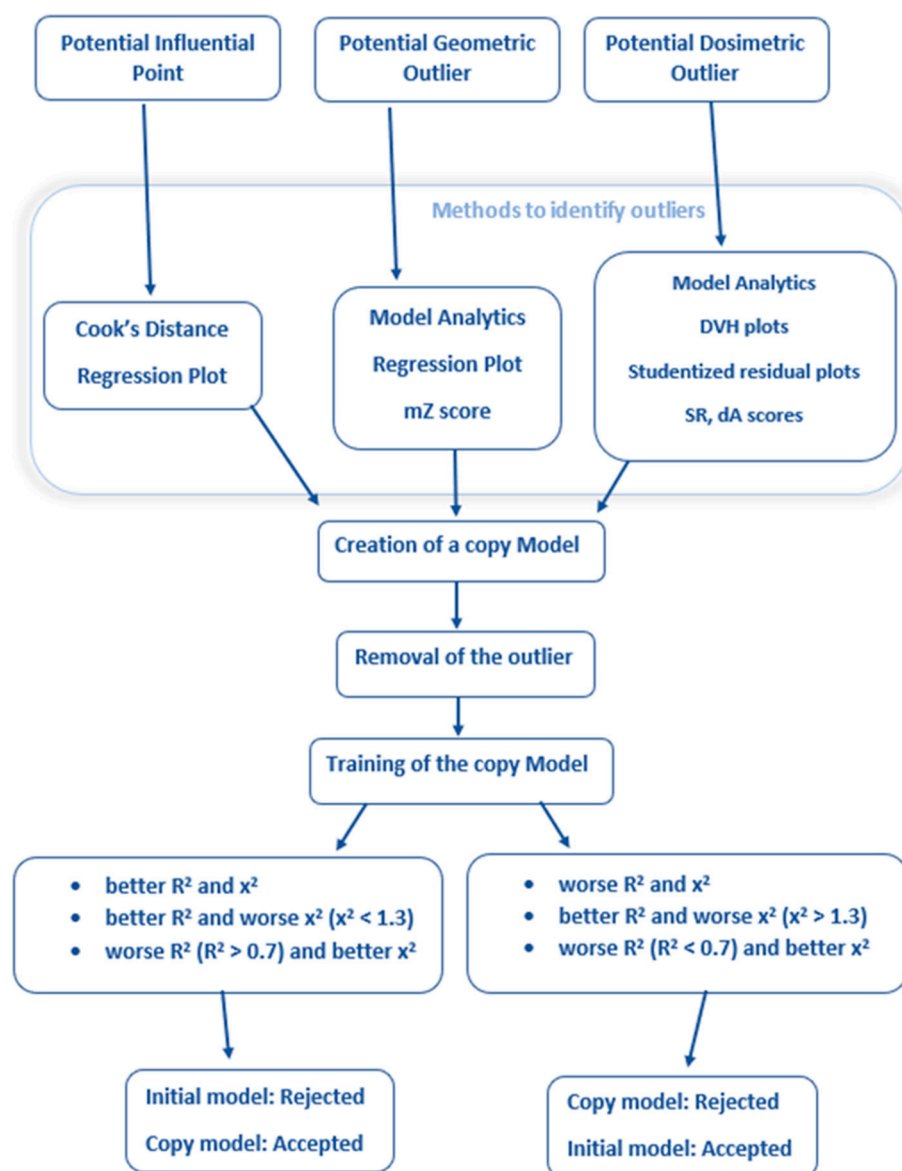 Potential Influential
Point
Potential Geometric
Outlier
Potential Dosimetric
Outlier
Methods to identify outliers
Cook's Distance
Regression Plot
Model Analytics
Regression Plot
mZ score
Model Analytics
DVH plots
Studentized residual plots
SR, dA scores
Creation of a copy Model
Removal of the outlier
Training of the copy Model
• better R² and x²
• better R² and worse x² (x² < 1.3)
• worse R² (R² > 0.7) and better x²
• worse R² and x²
• better R² and worse x² (x² > 1.3)
• worse R² (R² < 0.7) and better x²
Initial model: Rejected
Copy model: Accepted
Copy model: Rejected
Initial model: Accepted